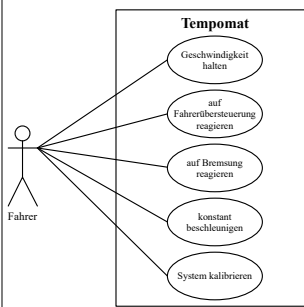 Tempomat
Geschwindigkeit
halten
auf
Fahrerübersteuerung
reagieren
auf Bremsung
reagieren
Fahrer
konstant
beschleunigen
System kalibrieren